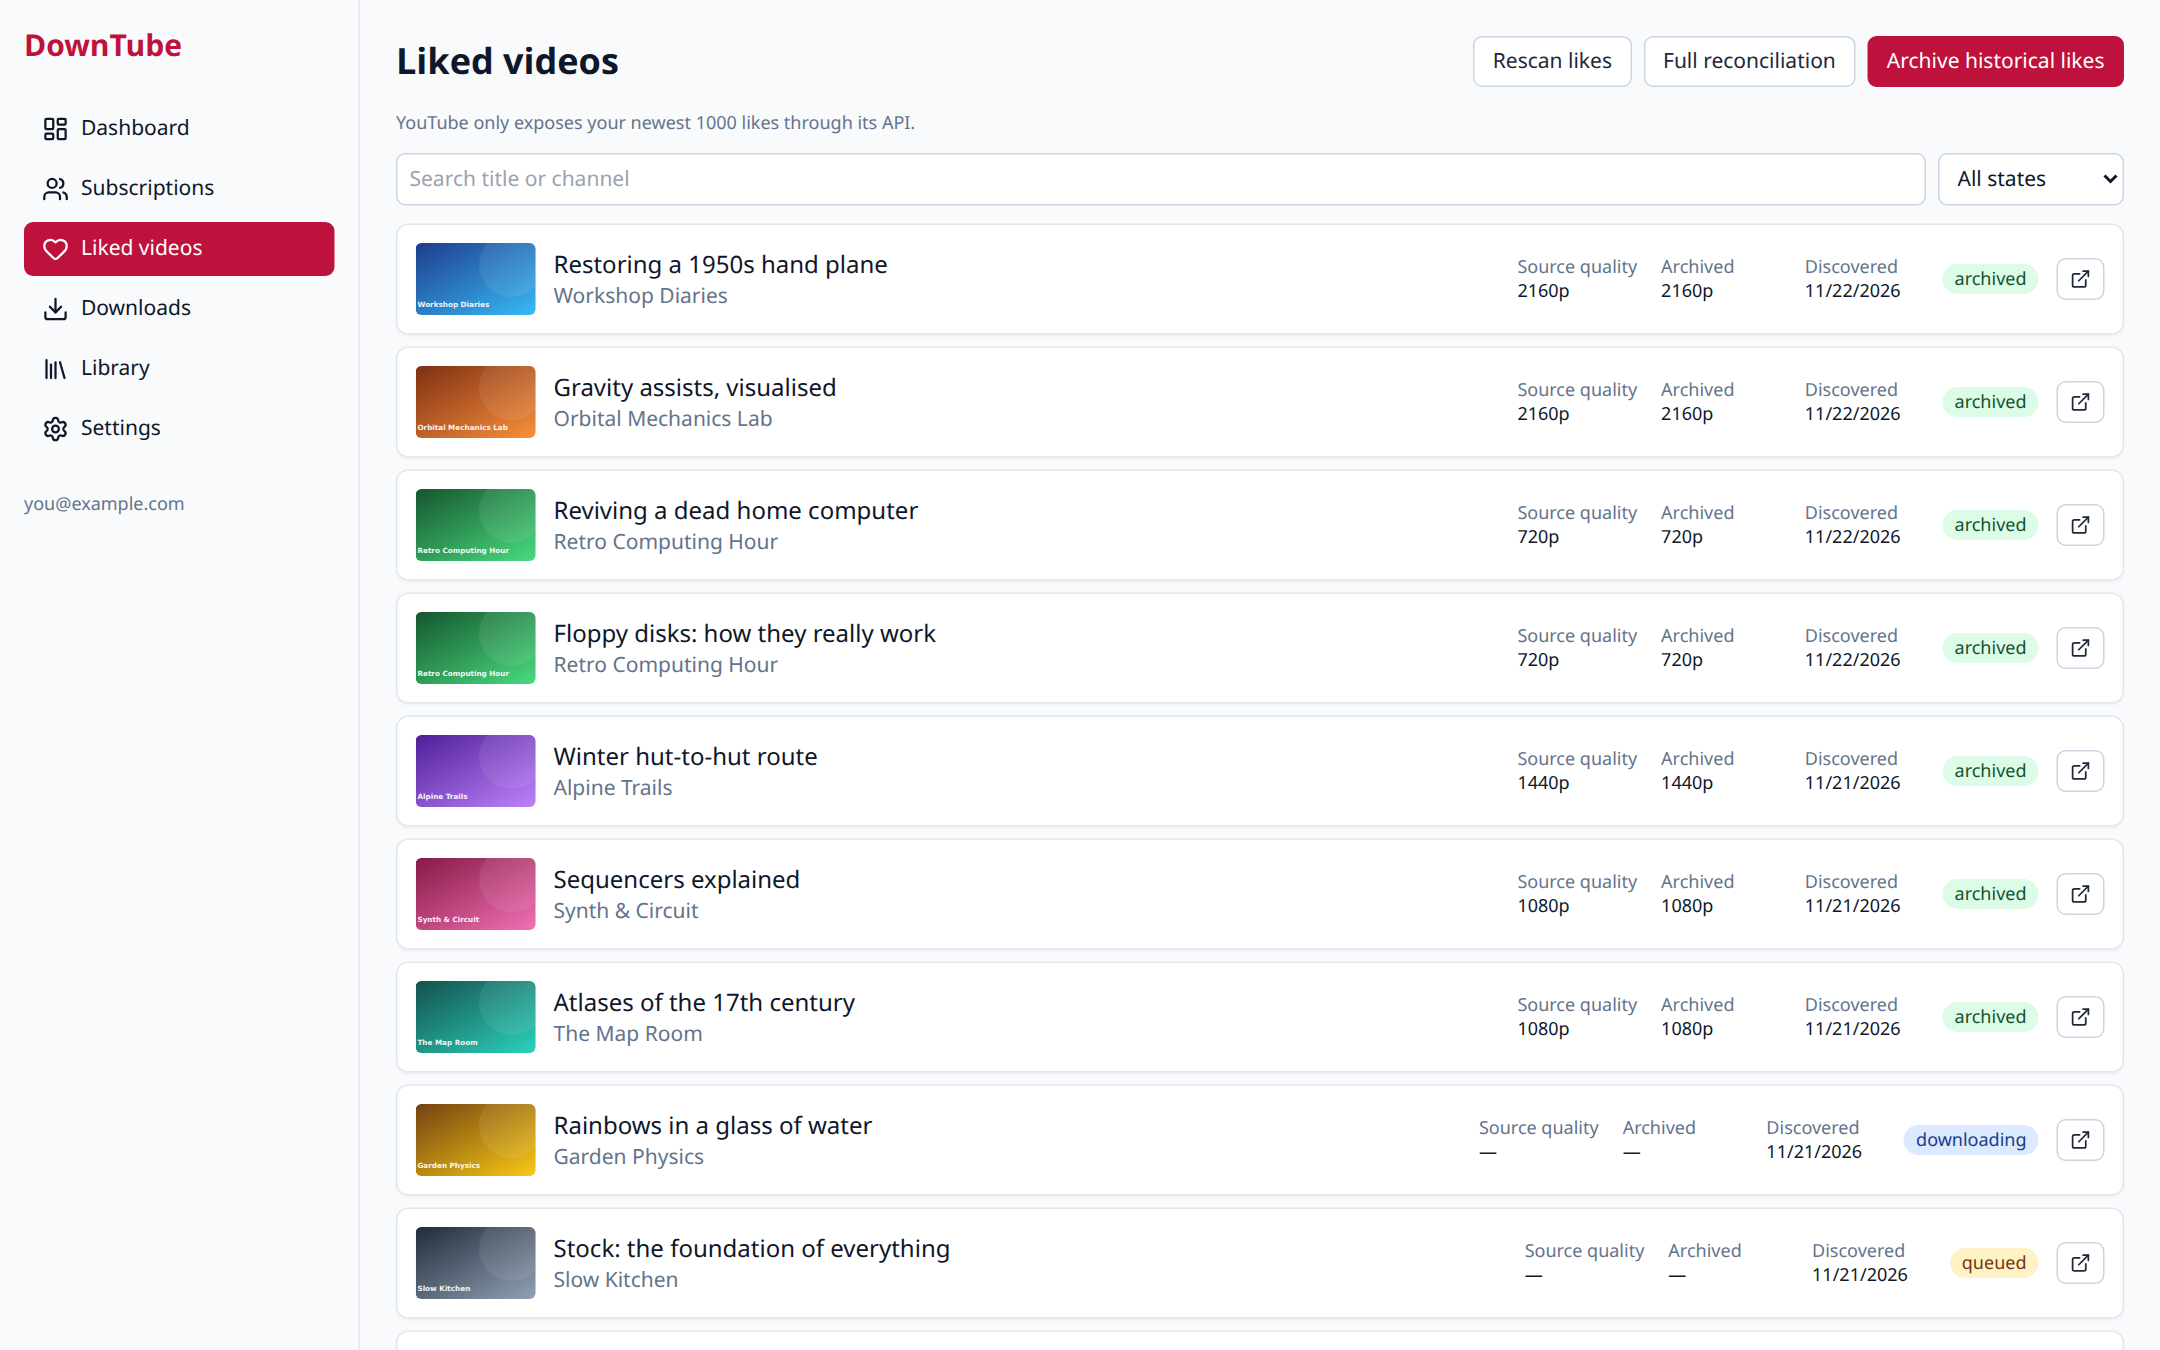 DownTube
Dashboard
Subscriptions
Liked videos
Downloads
Library
Settings
you@example.com
Liked videos
Rescan likes
Full reconciliation
Archive historical likes
YouTube only exposes your newest 1000 likes through its API.
Search title or channel
All states
Workshop Diaries
Restoring a 1950s hand plane
Workshop Diaries
Source quality Archived Discovered
2160p 2160p 11/22/2026
archived
Orbital Mechanics Lab
Gravity assists, visualised
Orbital Mechanics Lab
Source quality Archived Discovered
2160p 2160p 11/22/2026
archived
Retro Computing Hour
Reviving a dead home computer
Retro Computing Hour
Source quality Archived Discovered
720p 720p 11/22/2026
archived
Retro Computing Hour
Floppy disks: how they really work
Retro Computing Hour
Source quality Archived Discovered
720p 720p 11/22/2026
archived
Alpine Trails
Winter hut-to-hut route
Alpine Trails
Source quality Archived Discovered
1440p 1440p 11/21/2026
archived
Synth & Circuit
Sequencers explained
Synth & Circuit
Source quality Archived Discovered
1080p 1080p 11/21/2026
archived
The Map Room
Atlases of the 17th century
The Map Room
Source quality Archived Discovered
1080p 1080p 11/21/2026
archived
Garden Physics
Rainbows in a glass of water
Garden Physics
Source quality Archived Discovered
— — 11/21/2026
downloading
Slow Kitchen
Stock: the foundation of everything
Slow Kitchen
Source quality Archived Discovered
— — 11/21/2026
queued